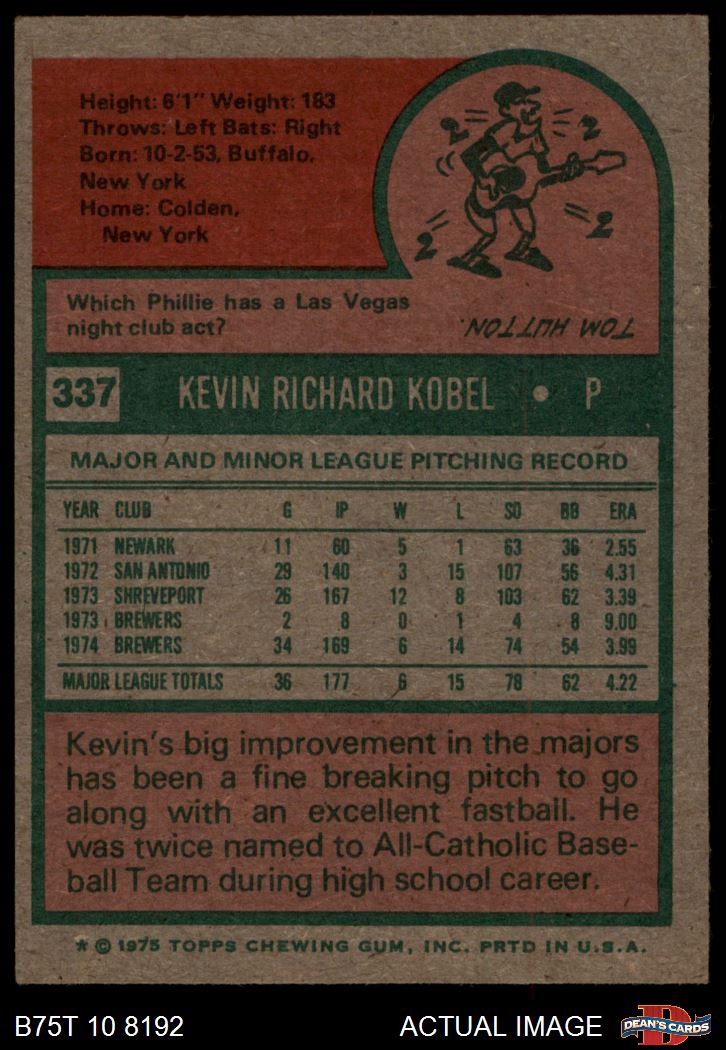 Height: 6'1" Weight: 183
Throws: Left Bats: Right
Born: 10-2-53, Buffalo,
New York
Home: Colden,
New York
2 2
2 2
Which Phillie has a Las Vegas
night club act?
TOM HUTTON.
337 KEVIN RICHARD KOBEL • P
MAJOR AND MINOR LEAGUE PITCHING RECORD
YEAR CLUB G IP W L SO BB ERA
1971 NEWARK 11 60 5 1 63 36 2.55
1972 SAN ANTONIO 29 140 3 15 107 56 4.31
1973 SHREVEPORT 26 167 12 8 103 62 3.39
1973 BREWERS 2 8 0 1 4 8 9.00
1974 BREWERS 34 169 6 14 74 54 3.99
MAJOR LEAGUE TOTALS 36 177 6 15 78 62 4.22
Kevin's big improvement in the majors
has been a fine breaking pitch to go
along with an excellent fastball. He
was twice named to All-Catholic Base-
ball Team during high school career.
* © 1975 TOPPS CHEWING GUM, INC. PRTD IN U.S.A.
B75T 10 8192 ACTUAL IMAGE D DEAN'S CARDS